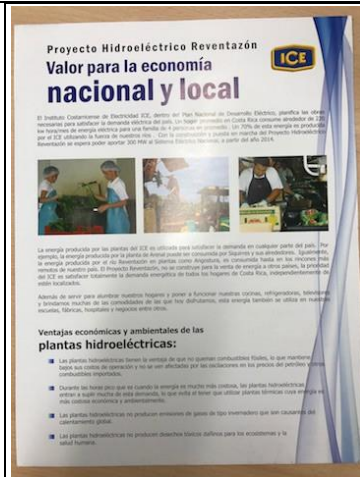 Proyecto Hidroeléctrico Reventazón
Valor para la economía
nacional y local
ICE
El Instituto Costarricense de Electricidad ICE, dentro del Plan Nacional de Desarrollo Eléctrico, planifica las obras
necesarias para satisfacer la demanda eléctrica del país. Un hogar promedio en Costa Rica consume alrededor de
kilowatts/mes de energía eléctrica para una familia de 4 personas en promedio. Un 70% de esta energía es producida
por el ICE utilizando la fuerza de nuestros ríos. Con la construcción y puesta en marcha del Proyecto Hidroeléctrico
Reventazón se espera poder aportar 300 MW al Sistema Eléctrico Nacional, a partir del año 2014.
La energía producida por las plantas del ICE es utilizada para satisfacer la demanda en cualquier parte del país. Por
ejemplo, la energía producida por la planta de Arenal puede ser consumida por Siquirres y sus alrededores. Igualmente,
la energía producida por el río Reventazón en plantas como Angostura, es consumida hasta en los rincones más
remotos de nuestro país. El Proyecto Reventazón, no se construye para la venta de energía a otros países, la prioridad
del ICE es satisfacer totalmente la demanda energética de todos los hogares de Costa Rica, independientemente de
estén localizados.
Además de servir para alumbrar nuestros hogares y poner a funcionar nuestras cocinas, refrigeradoras, televisores
y brindarnos muchas de las comodidades de las que hoy disfrutamos, esta energía también se utiliza en nuestras
escuelas, fábricas, hospitales y negocios entre otros.
Ventajas económicas y ambientales de las
plantas hidroeléctricas:
Las plantas hidroeléctricas tienen la ventaja de que no queman combustibles fósiles, lo que mantiene
bajos sus costos de operación y no se ven afectadas por las oscilaciones en los precios del petróleo y otros
combustibles importados.
Durante las horas pico que es cuando la energía es mucho más costosa, las plantas hidroeléctricas
entran a suplir mucha de esta demanda, lo que evita el tener que utilizar plantas térmicas cuya energía es
más costosa económica y ambientalmente.
Las plantas hidroeléctricas no producen emisiones de gases de tipo invernadero que son causantes del
calentamiento global.
Las plantas hidroeléctricas no producen desechos tóxicos dañinos para los ecosistemas y la
salud humana.